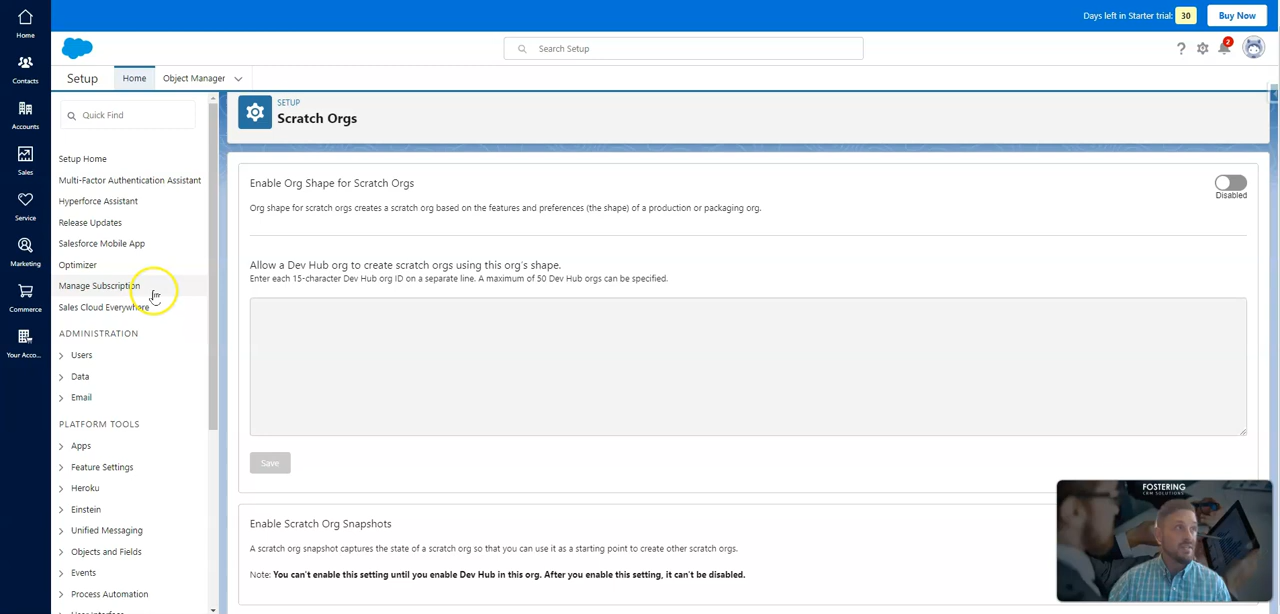 Days left in Starter trial: 30 Buy Now
Home
Contacts
Accounts
Sales
Service
Marketing
Commerce
Your Acco...
Search Setup
2
Setup Home Object Manager
Quick Find
Setup Home
Multi-Factor Authentication Assistant
Hyperforce Assistant
Release Updates
Salesforce Mobile App
Optimizer
Manage Subscription
Sales Cloud Everywhere
ADMINISTRATION
Users
Data
Email
PLATFORM TOOLS
Apps
Feature Settings
Heroku
Einstein
Unified Messaging
Objects and Fields
Events
Process Automation
User Interface
SETUP
Scratch Orgs
Enable Org Shape for Scratch Orgs
Disabled
Org shape for scratch orgs creates a scratch org based on the features and preferences (the shape) of a production or packaging org.
Allow a Dev Hub org to create scratch orgs using this org's shape.
Enter each 15-character Dev Hub org ID on a separate line. A maximum of 50 Dev Hub orgs can be specified.
Save
Enable Scratch Org Snapshots
A scratch org snapshot captures the state of a scratch org so that you can use it as a starting point to create other scratch orgs.
Note: You can't enable this setting until you enable Dev Hub in this org. After you enable this setting, it can't be disabled.
FOSTERING
CRM SOLUTIONS